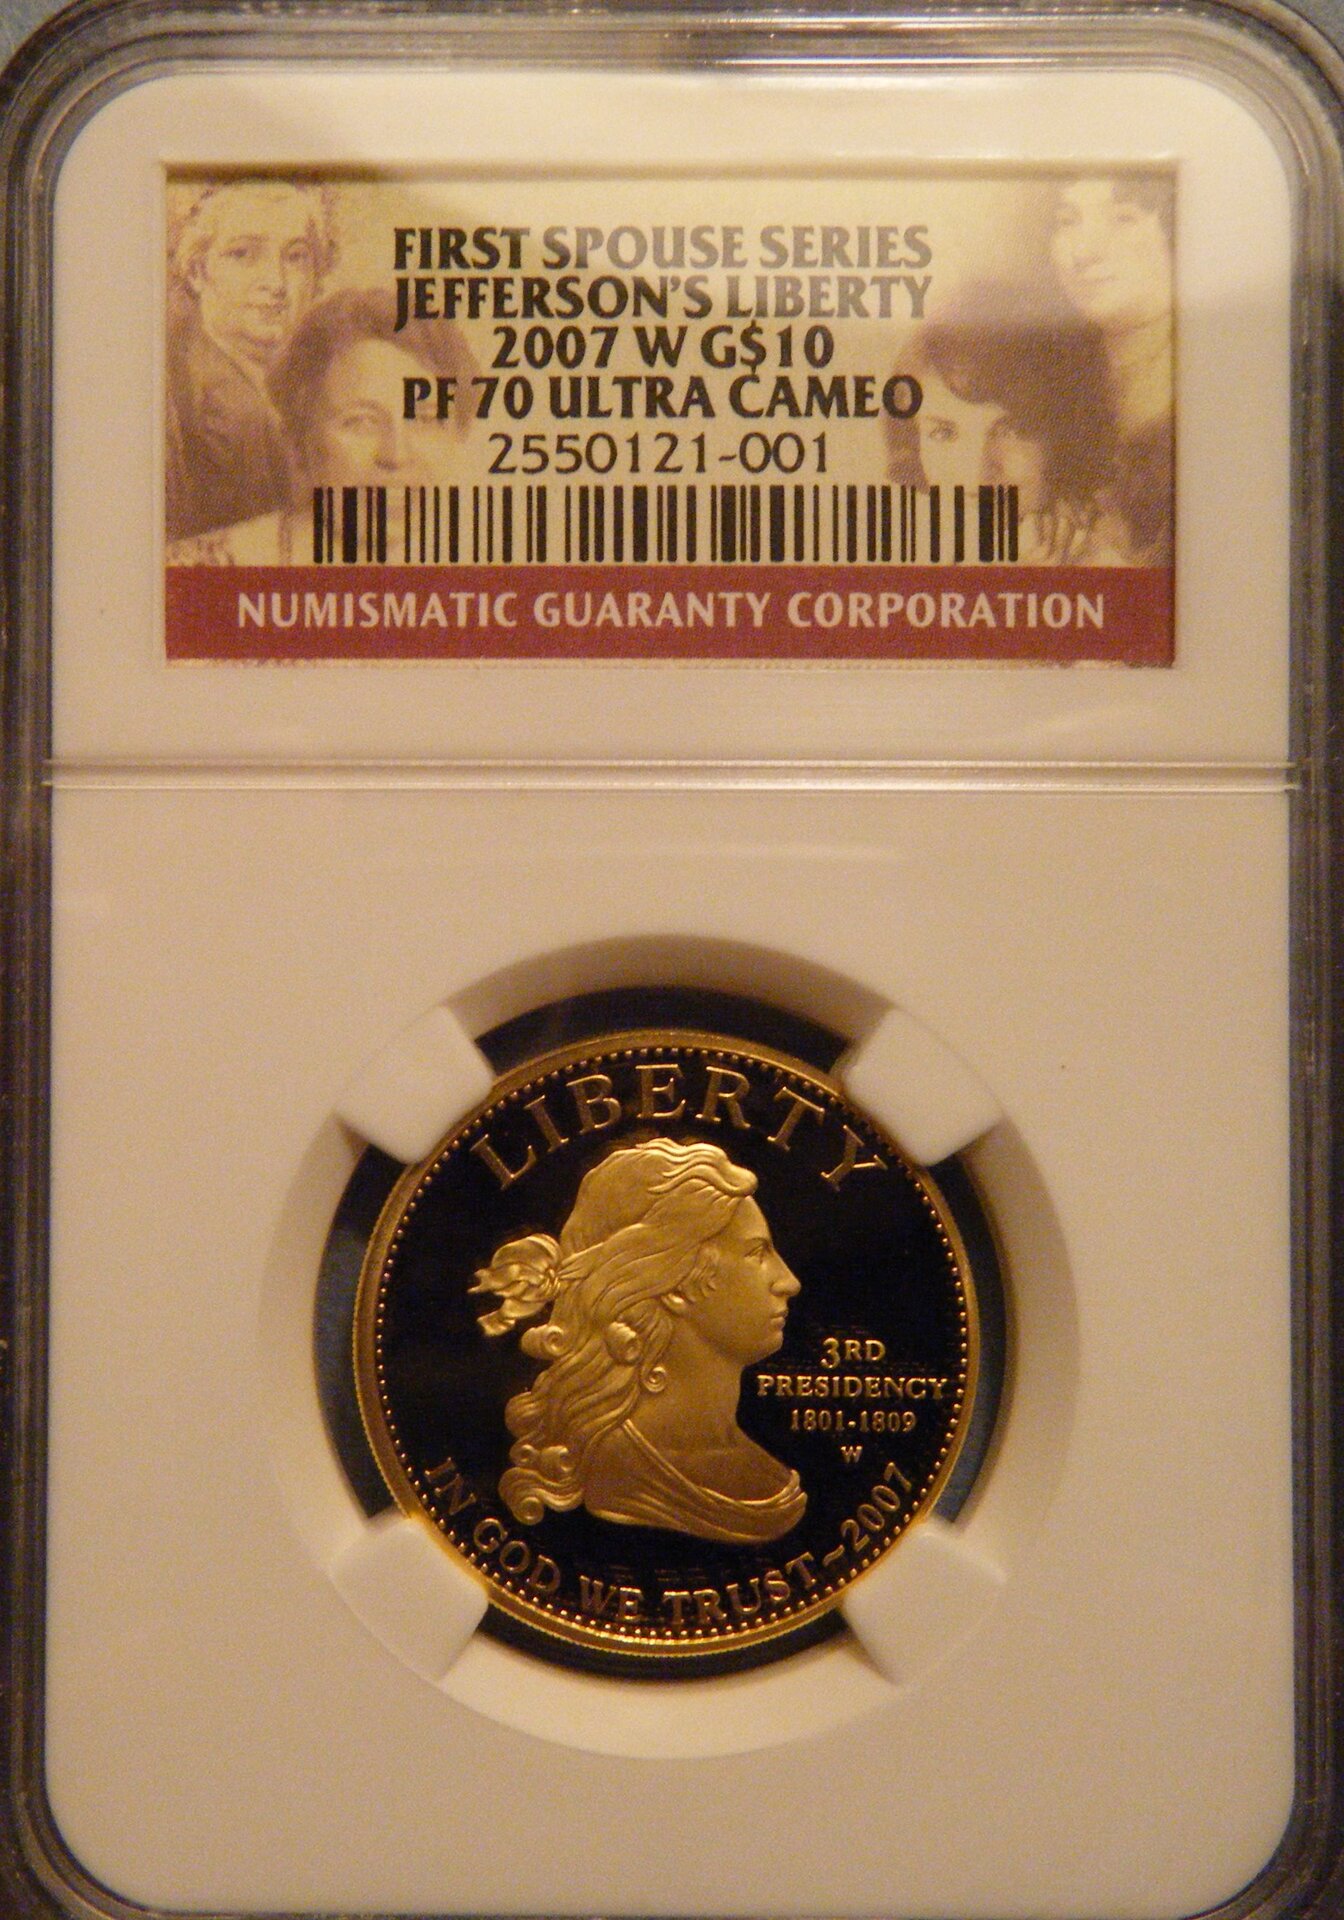 FIRST SPOUSE SERIES
JEFFERSON'S LIBERTY
2007 W G$10
PF 70 ULTRA CAMEO
2550121-001
NUMISMATIC GUARANTY CORPORATION
LIBERTY
3RD
PRESIDENCY
1801-1809
W
IN GOD WE TRUST~2007